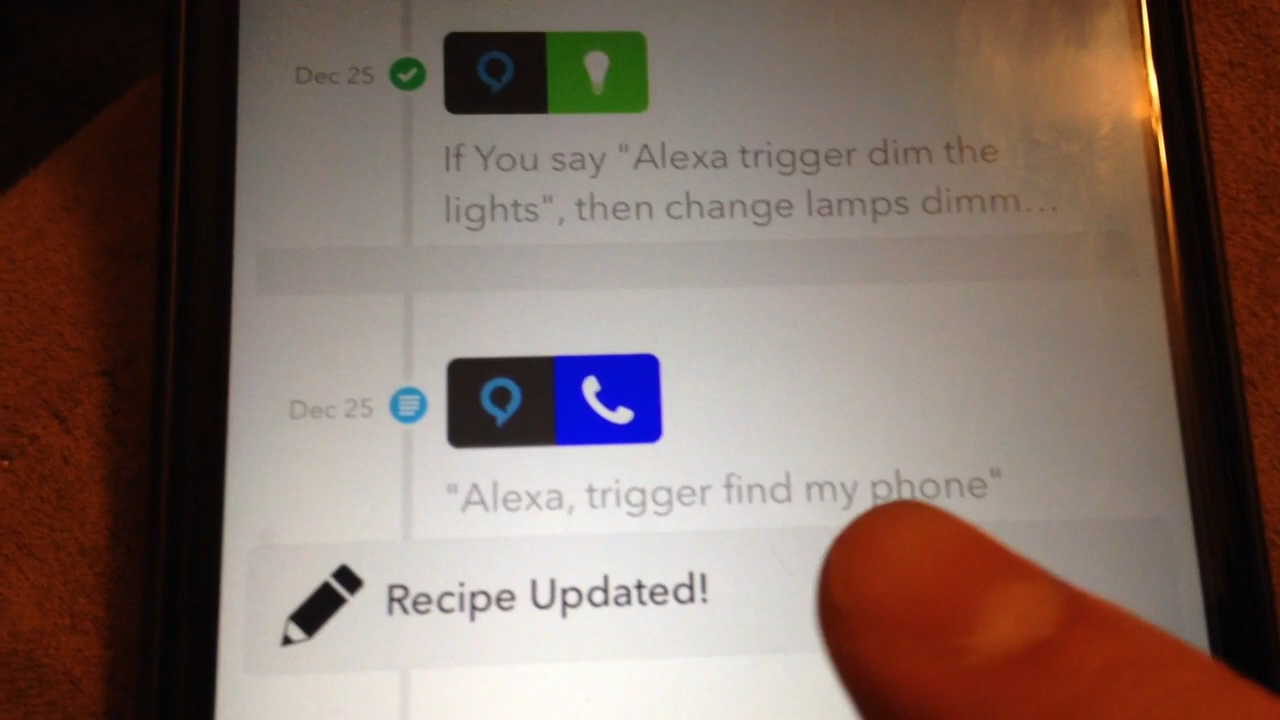 Dec 25
If You say "Alexa trigger dim the
lights", then change lamps dimm...
Dec 25
"Alexa, trigger find my phone"
Recipe Updated!